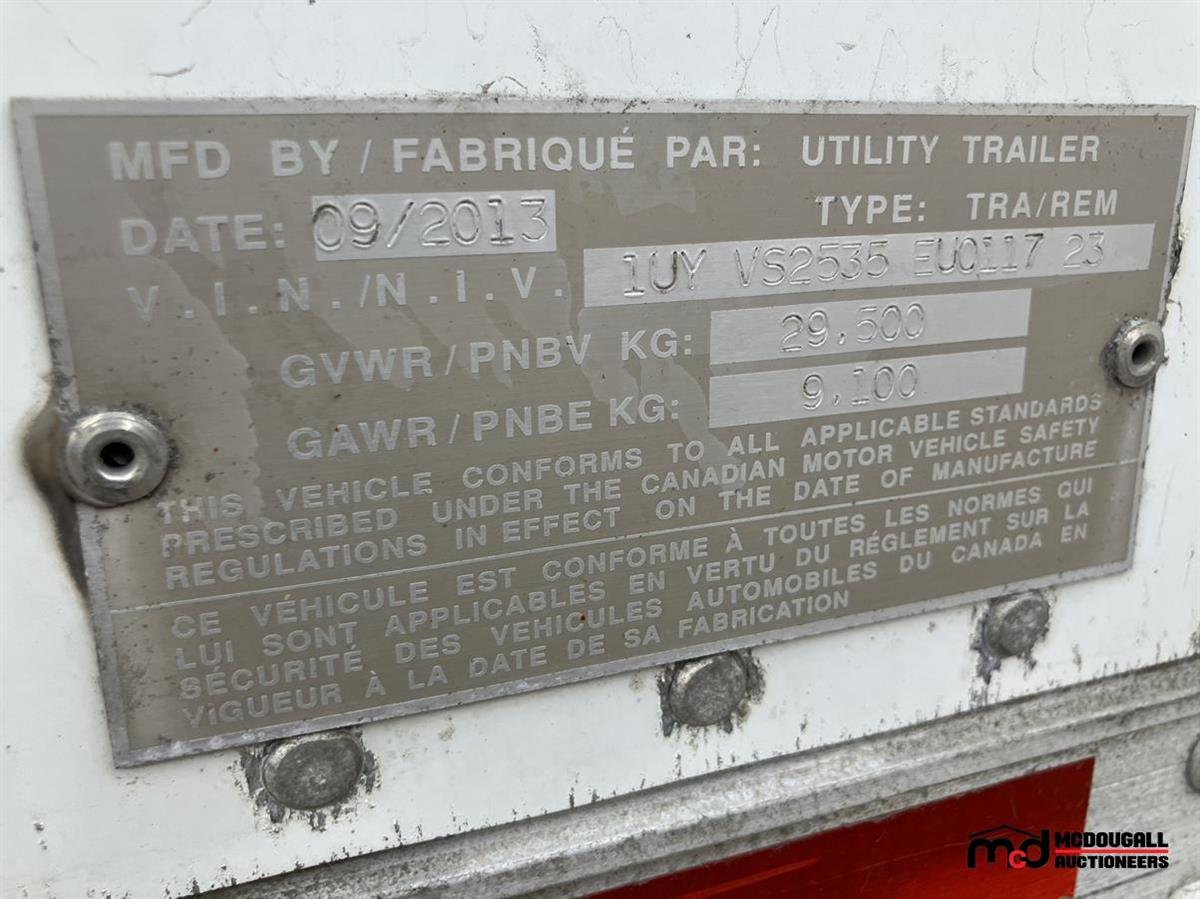 MFD BY / FABRIQUÉ PAR: UTILITY TRAILER
DATE: 09/2013 TYPE: TRA/REM
V.I.N./N.I.V. 1UY VS2535 EU0117 23
GVWR/PNBV KG: 29,500
GAWR/PNBE KG: 9,100
THIS VEHICLE CONFORMS TO ALL APPLICABLE STANDARDS
PRESCRIBED UNDER THE CANADIAN MOTOR VEHICLE SAFETY
REGULATIONS IN EFFECT ON THE DATE OF MANUFACTURE
CE VÉHICULE EST CONFORME À TOUTES LES NORMES QUI
LUI SONT APPLICABLES EN VERTU DU RÉGLEMENT SUR LA
SÉCURITÉ DES VEHICULES AUTOMOBILES DU CANADA EN
VIGUEUR À LA DATE DE SA FABRICATION
mcd MCDOUGALL
AUCTIONEERS